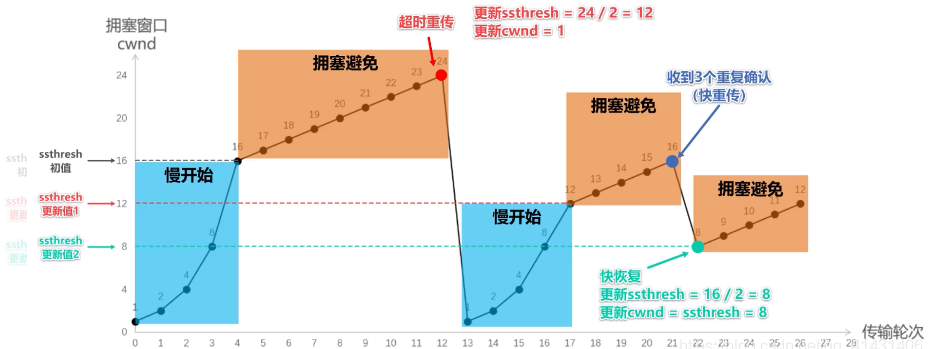 拥塞窗口
cwnd
超时重传
更新ssthresh = 24 / 2 = 12
更新cwnd = 1
拥塞避免
24
23
22
21
20
19
18
17
16
收到3个重复确认
（快重传）
拥塞避免
16
15
14
13
12
拥塞避免
12
11
10
9
8
慢开始
8
4
2
1
慢开始
8
4
2
1
24
20
16
12
8
4
0
ssthresh
初值
ssthresh
更新值1
ssthresh
更新值2
ssth
初
ssth
更新
ssth
更新
快恢复
更新ssthresh = 16 / 2 = 8
更新cwnd = ssthresh = 8
0 1 2 3 4 5 6 7 8 9 10 11 12 13 14 15 16 17 18 19 20 21 22 23 24 25 26 27 28 29
传输轮次